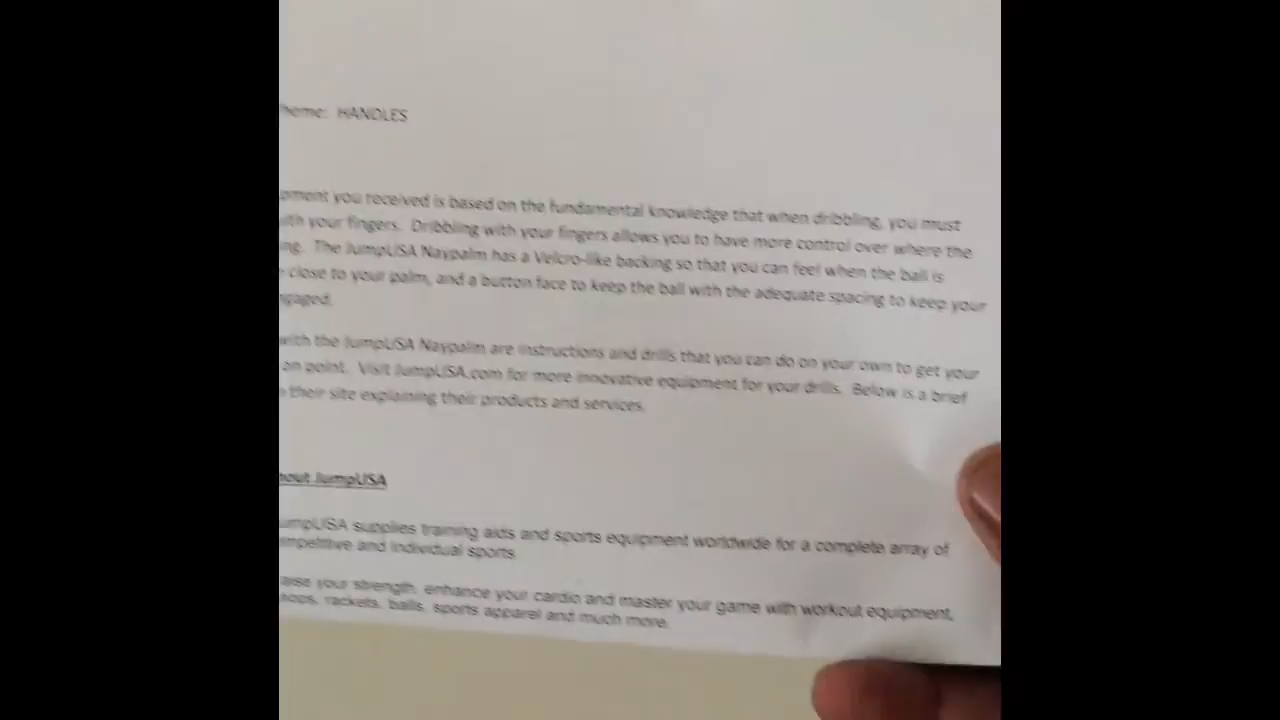 heme: HANDLES
pment you received is based on the fundamental knowledge that when dribbling, you must
ith your fingers. Dribbling with your fingers allows you to have more control over where the
ng. The JumpUSA Naypalm has a Velcro-like backing so that you can feel when the ball is
close to your palm, and a button face to keep the ball with the adequate spacing to keep your
ngaged.
with the JumpUSA Naypalm are instructions and drills that you can do on your own to get your
on point. Visit JumpUSA.com for more innovative equipment for your drills. Below is a brief
their site explaining their products and services.
bout JumpUSA
umpUSA supplies training aids and sports equipment worldwide for a complete array of
ompetitive and individual sports.
aise your strength, enhance your cardio and master your game with workout equipment,
oops, rackets, balls, sports apparel and much more.